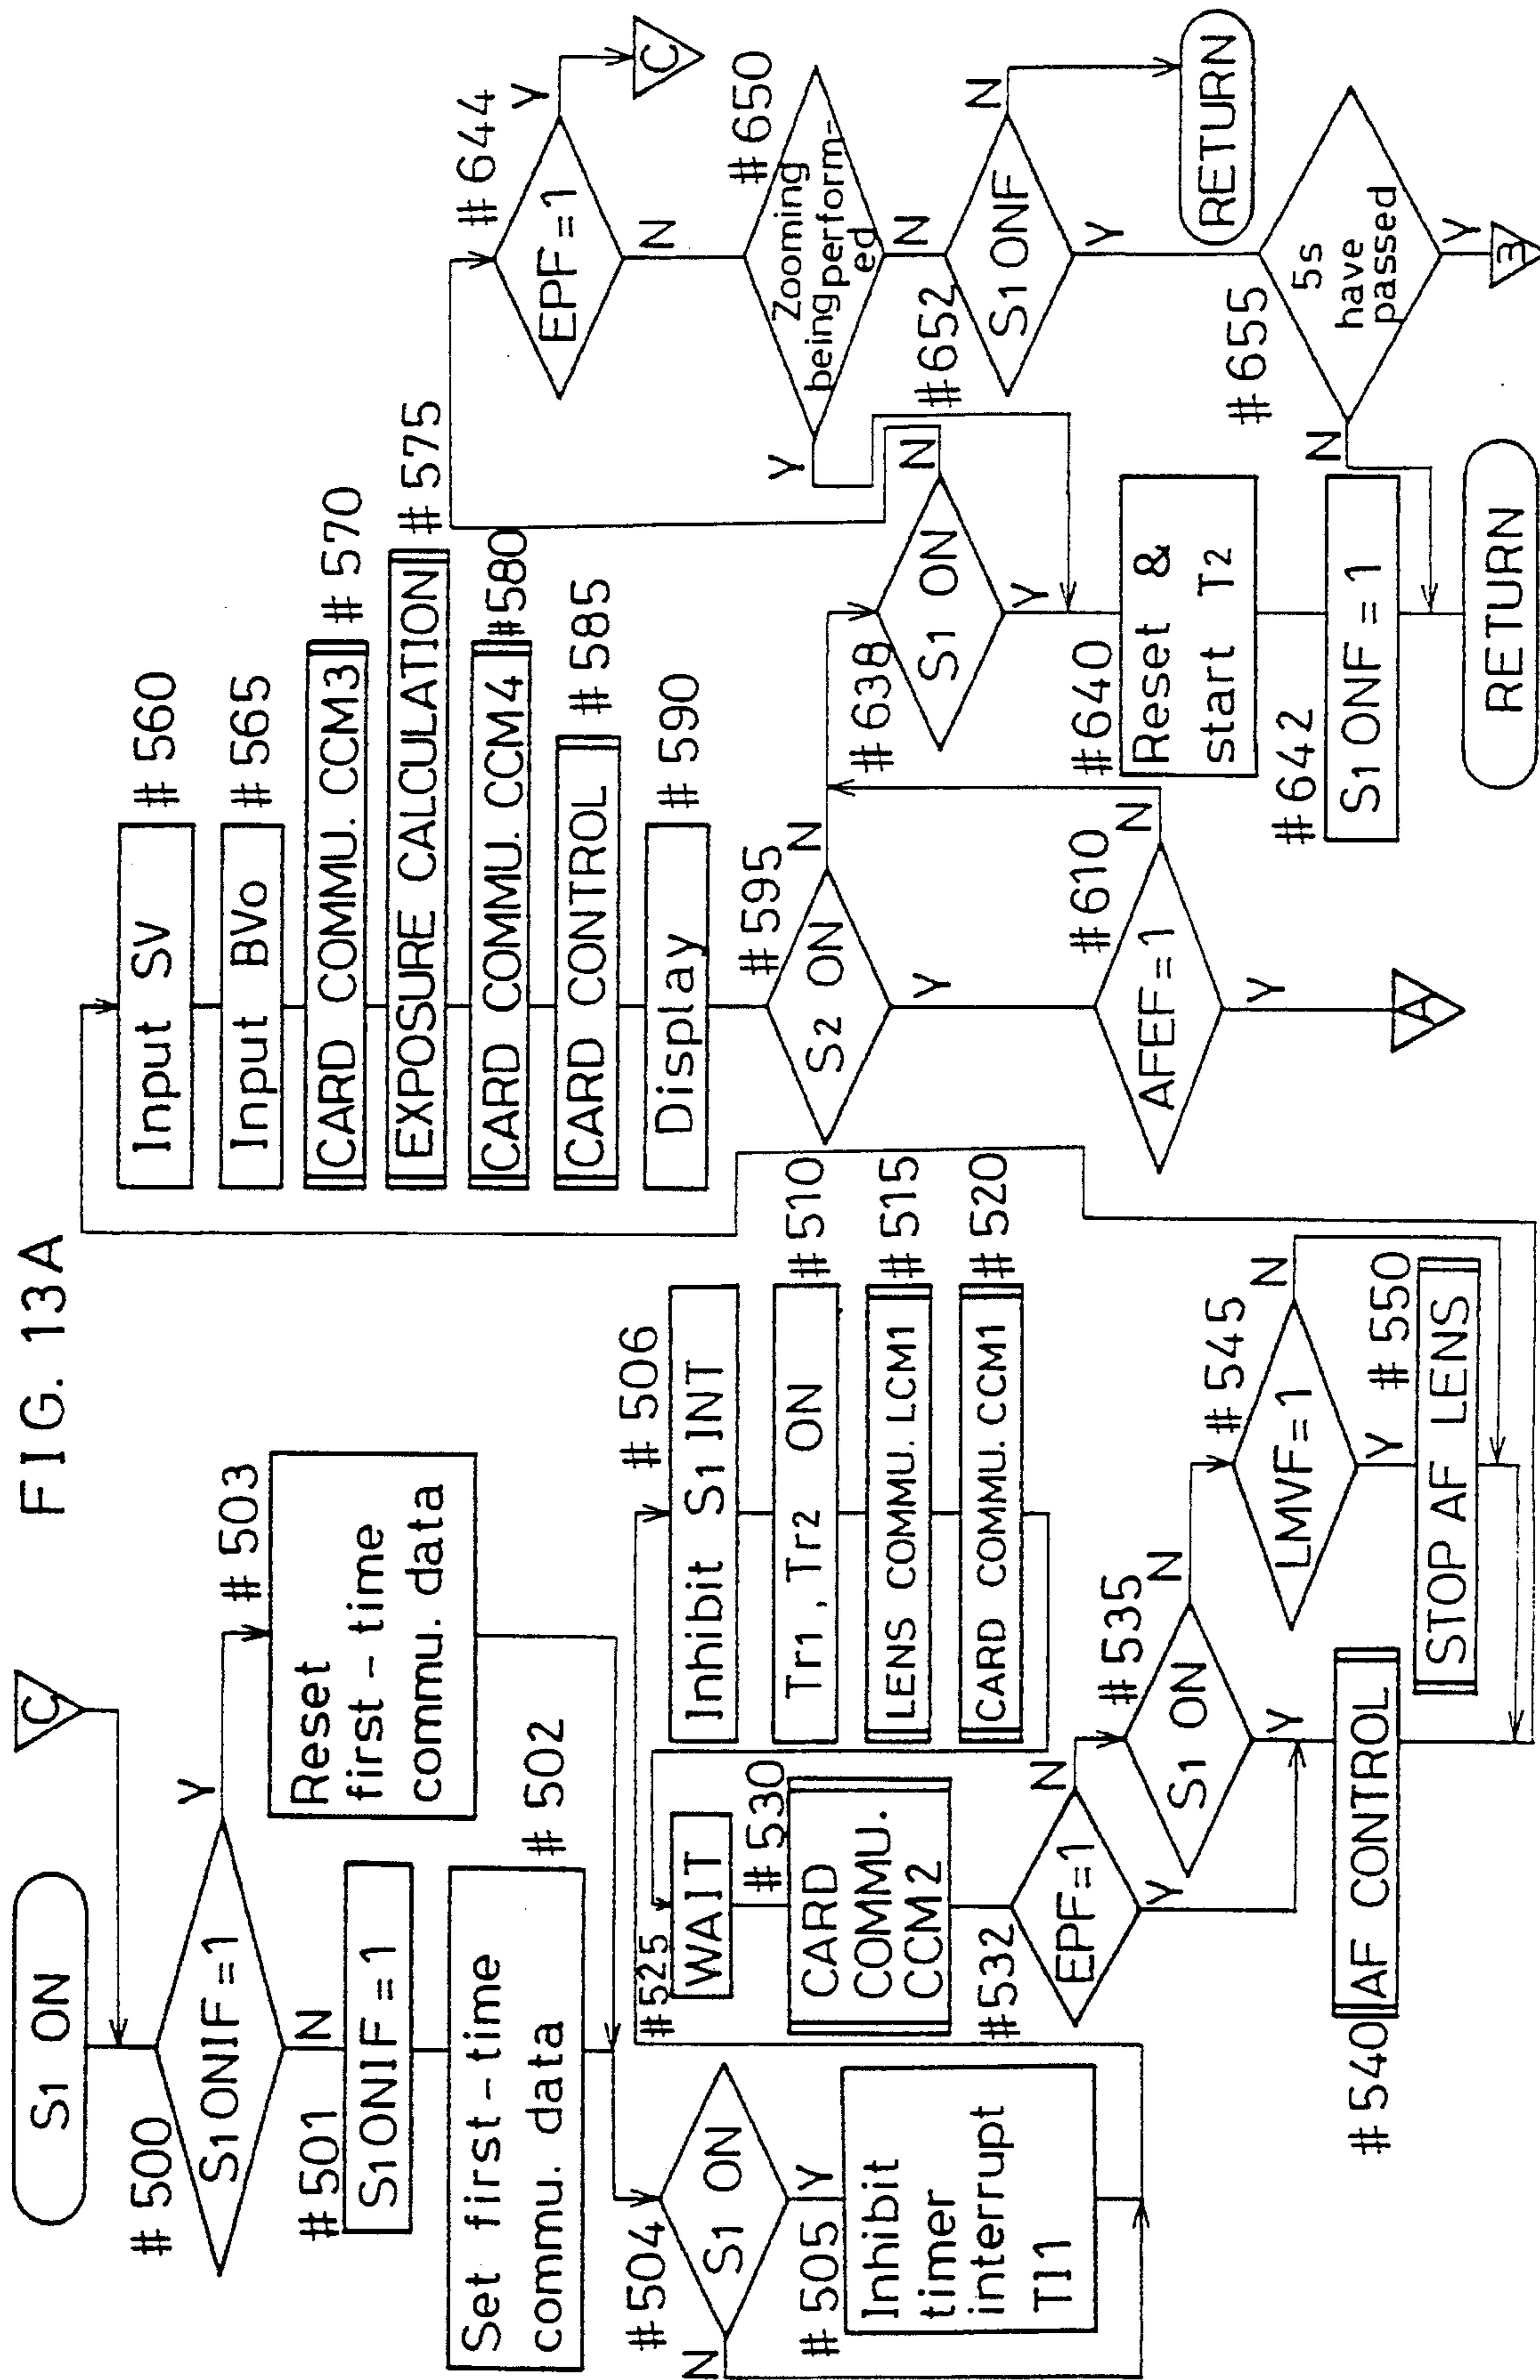 FIG. 13A
S1 ON
C
#500
S1ONIF=1
Y
N
#501
S1ONIF=1
#503
Reset
first-time
commu. data
#502
Set first-time
commu. data
#504
S1 ON
N
Y
#505
Inhibit
timer
interrupt
TI1
#506
Inhibit S1 INT
Tr1, Tr2 ON
#510
LENS COMMU. LCM1
#515
CARD COMMU. CCM1
#520
#525
WAIT
#530
CARD
COMMU.
CCM2
#532
EPF=1
N
Y
#535
S1 ON
N
Y
#540
AF CONTROL
#545
LMVF=1
N
Y
#550
STOP AF LENS
Input SV
#560
Input BVo
#565
CARD COMMU. CCM3
#570
EXPOSURE CALCULATION
#575
CARD COMMU. CCM4
#580
CARD CONTROL
#585
Display
#590
#595
S2 ON
N
Y
#610
AFEF=1
N
Y
A
#638
S1 ON
N
Y
#640
Reset &
start T2
#642
S1ONF=1
RETURN
#644
EPF=1
Y
C
N
#650
Zooming
being perform-
ed
Y
N
#652
S1ONF
N
RETURN
Y
#655
5s
have
passed
N
Y
3